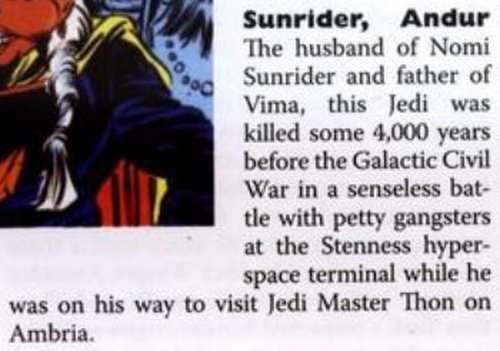 Sunrider, Andur
The husband of Nomi
Sunrider and father of
Vima, this Jedi was
killed some 4,000 years
before the Galactic Civil
War in a senseless bat-
tle with petty gangsters
at the Stenness hyper-
space terminal while he
was on his way to visit Jedi Master Thon on
Ambria.